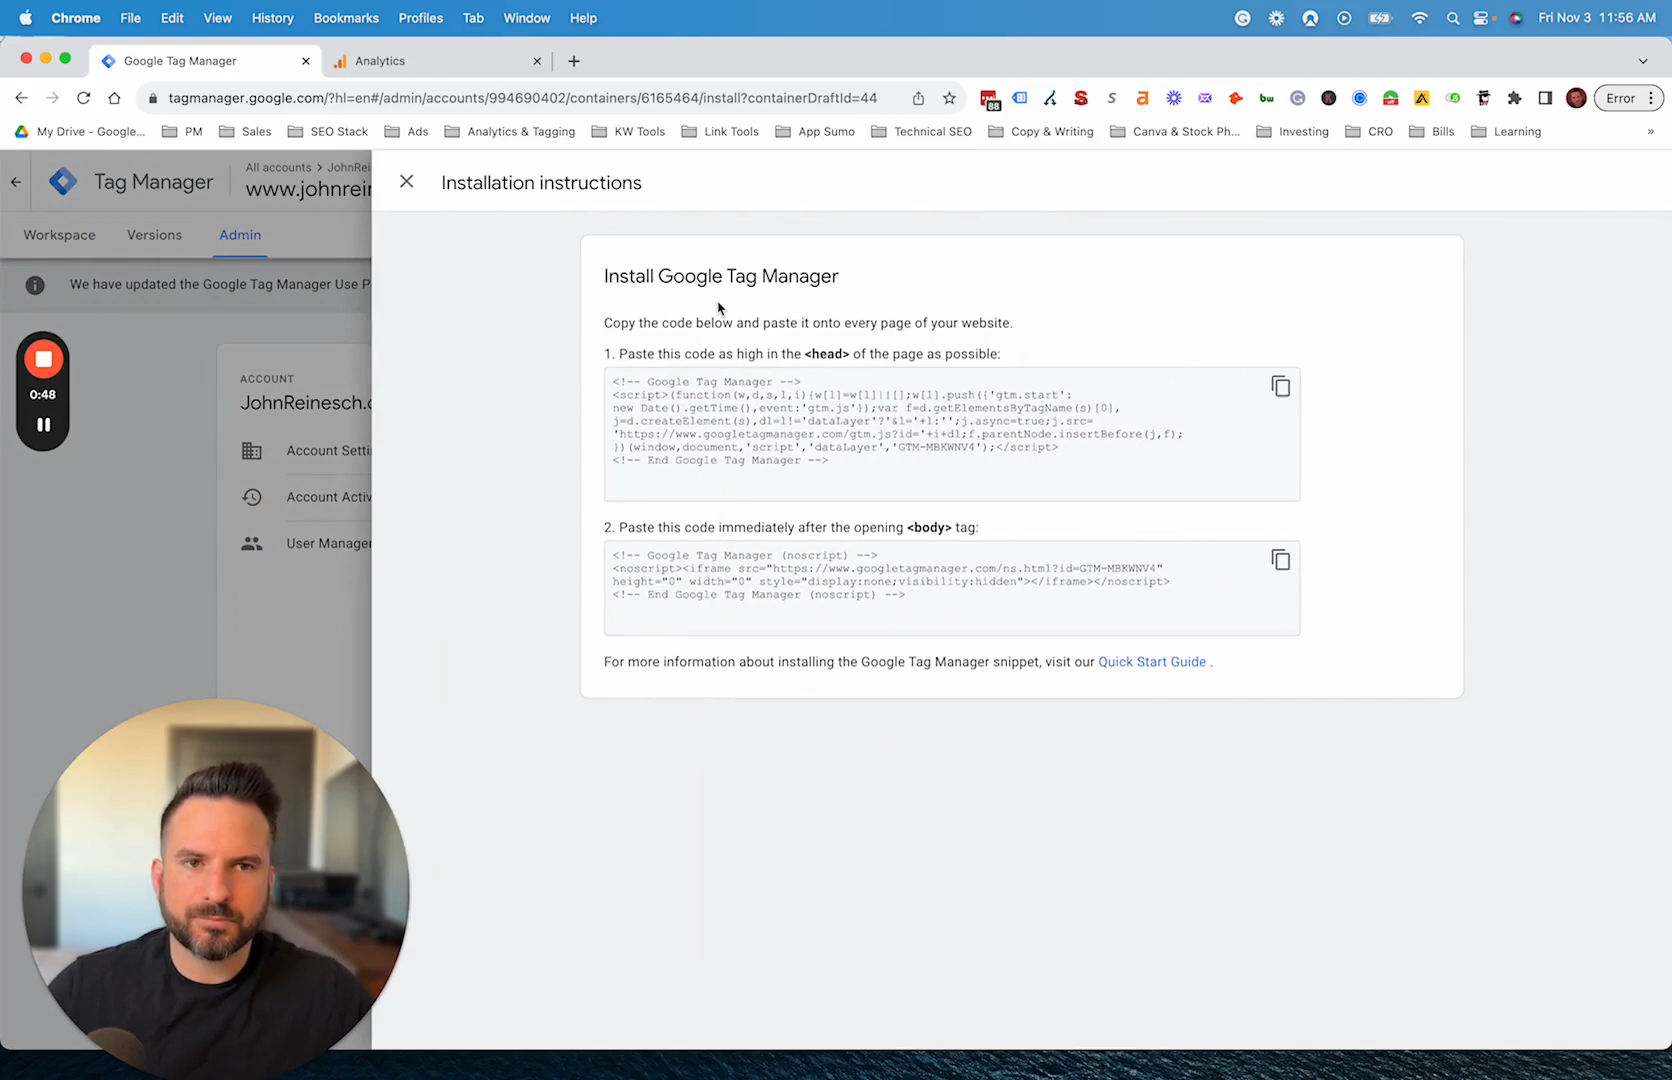 Chrome File Edit View History Bookmarks Profiles Tab Window Help Fri Nov 3 11:56 AM
Google Tag Manager Analytics
tagmanager.google.com/?hl=en#/admin/accounts/994690402/containers/6165464/install?containerDraftId=44 88 bw Error
My Drive - Google... PM Sales SEO Stack Ads Analytics & Tagging KW Tools Link Tools App Sumo Technical SEO Copy & Writing Canva & Stock Ph... Investing CRO Bills Learning »
All accounts > JohnRei
Tag Manager
www.johnrein
Installation instructions
Workspace Versions Admin
We have updated the Google Tag Manager Use P
Install Google Tag Manager
Copy the code below and paste it onto every page of your website.
1. Paste this code as high in the <head> of the page as possible:
<!-- Google Tag Manager -->
<script>(function(w,d,s,l,i){w[l]=w[l]||[];w[l].push({'gtm.start':
new Date().getTime(),event:'gtm.js'});var f=d.getElementsByTagName(s)[0],
j=d.createElement(s),dl=l!='dataLayer'?'&l='+l:'';j.async=true;j.src=
'https://www.googletagmanager.com/gtm.js?id='+i+dl;f.parentNode.insertBefore(j,f);
})(window,document,'script','dataLayer','GTM-MBKWNV4');</script>
<!-- End Google Tag Manager -->
2. Paste this code immediately after the opening <body> tag:
<!-- Google Tag Manager (noscript) -->
<noscript><iframe src="https://www.googletagmanager.com/ns.html?id=GTM-MBKWNV4"
height="0" width="0" style="display:none;visibility:hidden"></iframe></noscript>
<!-- End Google Tag Manager (noscript) -->
For more information about installing the Google Tag Manager snippet, visit our Quick Start Guide .
0:48
ACCOUNT
JohnReinesch.c
Account Setti
Account Activ
User Manager